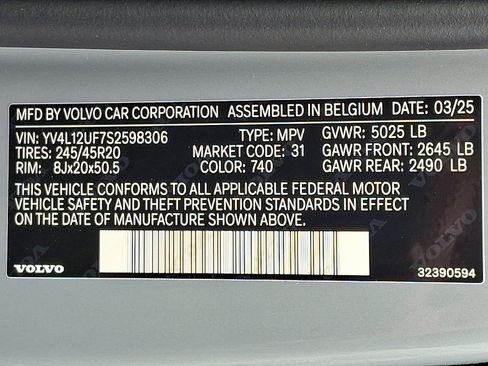 MFD BY VOLVO CAR CORPORATION ASSEMBLED IN BELGIUM DATE: 03/25
VIN: YV4L12UF7S2598306 TYPE: MPV GVWR: 5025 LB
TIRES: 245/45R20 MARKET CODE: 31 GAWR FRONT: 2645 LB
RIM: 8Jx20x50.5 COLOR: 740 GAWR REAR: 2490 LB
THIS VEHICLE CONFORMS TO ALL APPLICABLE FEDERAL MOTOR
VEHICLE SAFETY AND THEFT PREVENTION STANDARDS IN EFFECT
ON THE DATE OF MANUFACTURE SHOWN ABOVE.
VOLVO 32390594